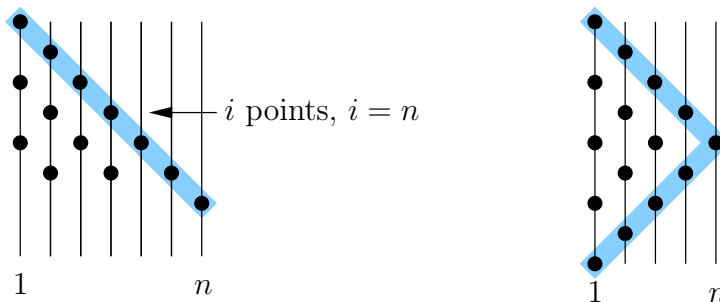 i points, i = n
1 n
1 n